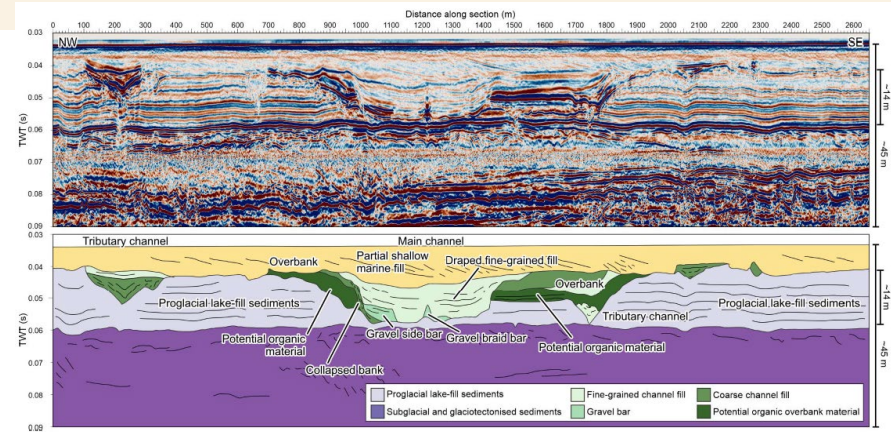 Distance along section (m)
0 100 200 300 400 500 600 700 800 900 1000 1100 1200 1300 1400 1500 1600 1700 1800 1900 2000 2100 2200 2300 2400 2500 2600
0.03
NW
SE
0.04
0.05
0.06
0.07
0.08
0.09
TWT (s)
~14 m
~45 m
0.03
Tributary channel
Main channel
Overbank
Partial shallow
marine fill
Draped fine-grained fill
0.04
Overbank
Proglacial lake-fill sediments
Proglacial lake-fill sediments
0.05
Tributary channel
Potential organic
material
Gravel side bar
Gravel braid bar
Potential organic material
0.06
Collapsed bank
0.07
0.08
0.09
TWT (s)
~14 m
~45 m
Proglacial lake-fill sediments
Fine-grained channel fill
Coarse channel fill
Subglacial and glaciotectonised sediments
Gravel bar
Potential organic overbank material